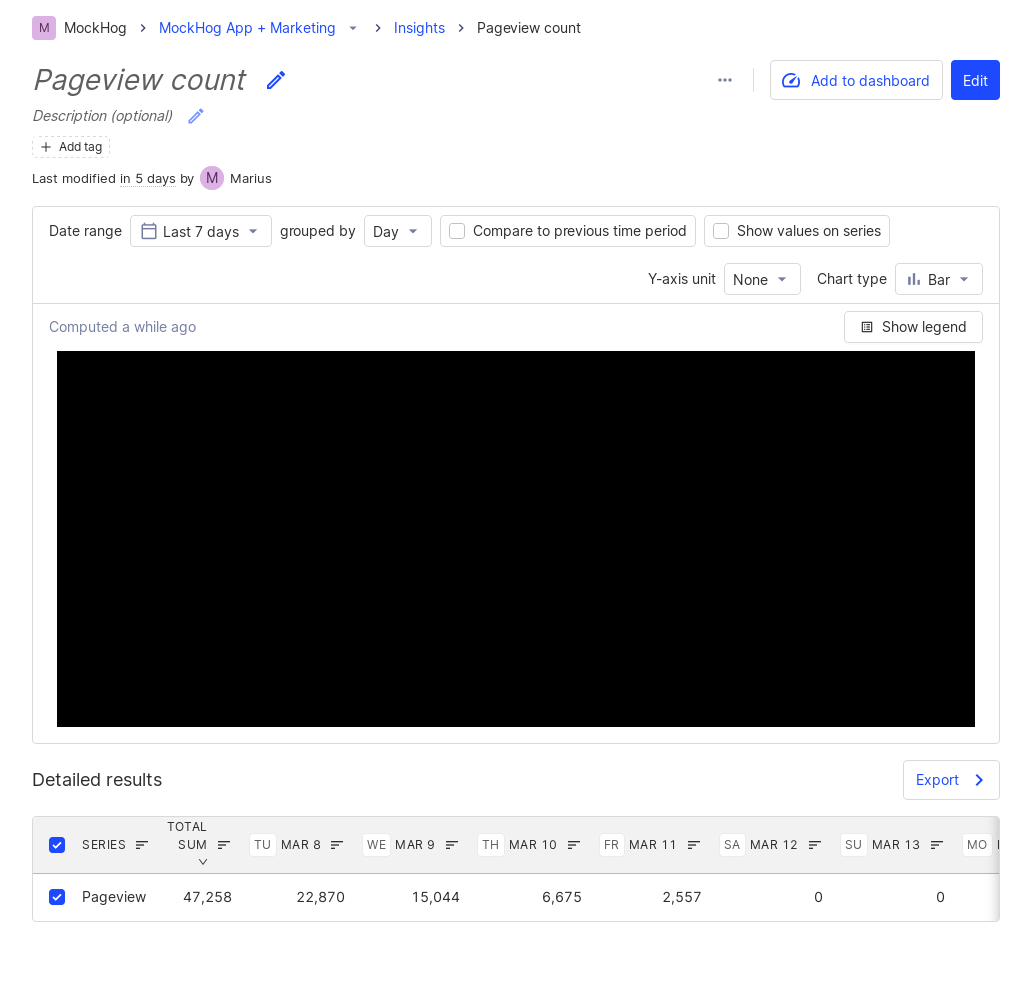 M MockHog MockHog App + Marketing Insights Pageview count
Pageview count
Add to dashboard Edit
Description (optional)
Add tag
Last modified in 5 days by M Marius
Date range Last 7 days grouped by Day Compare to previous time period Show values on series
Y-axis unit None Chart type Bar
Computed a while ago Show legend
Detailed results Export
SERIES TOTAL SUM TU MAR 8 WE MAR 9 TH MAR 10 FR MAR 11 SA MAR 12 SU MAR 13 MO
Pageview 47,258 22,870 15,044 6,675 2,557 0 0